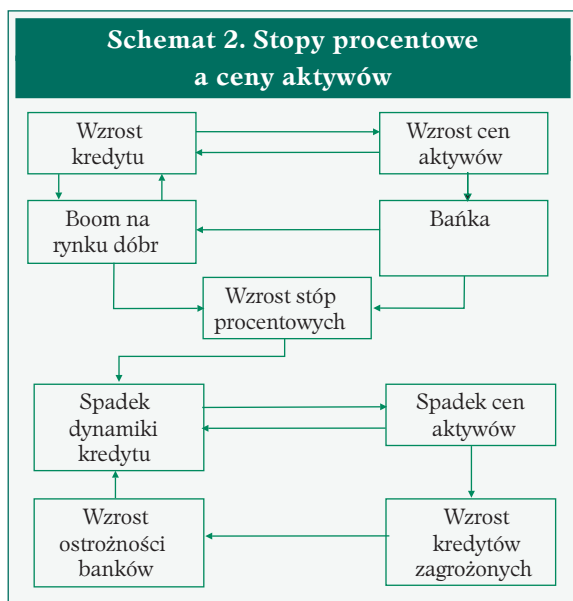 Schemat 2. Stopy procentowe
a ceny aktywów
Wzrost
kredytu
Wzrost cen
aktywów
Boom na
rynku dóbr
Bańka
Wzrost stóp
procentowych
Spadek
dynamiki
kredytu
Spadek cen
aktywów
Wzrost
ostrożności
banków
Wzrost
kredytów
zagrożonych